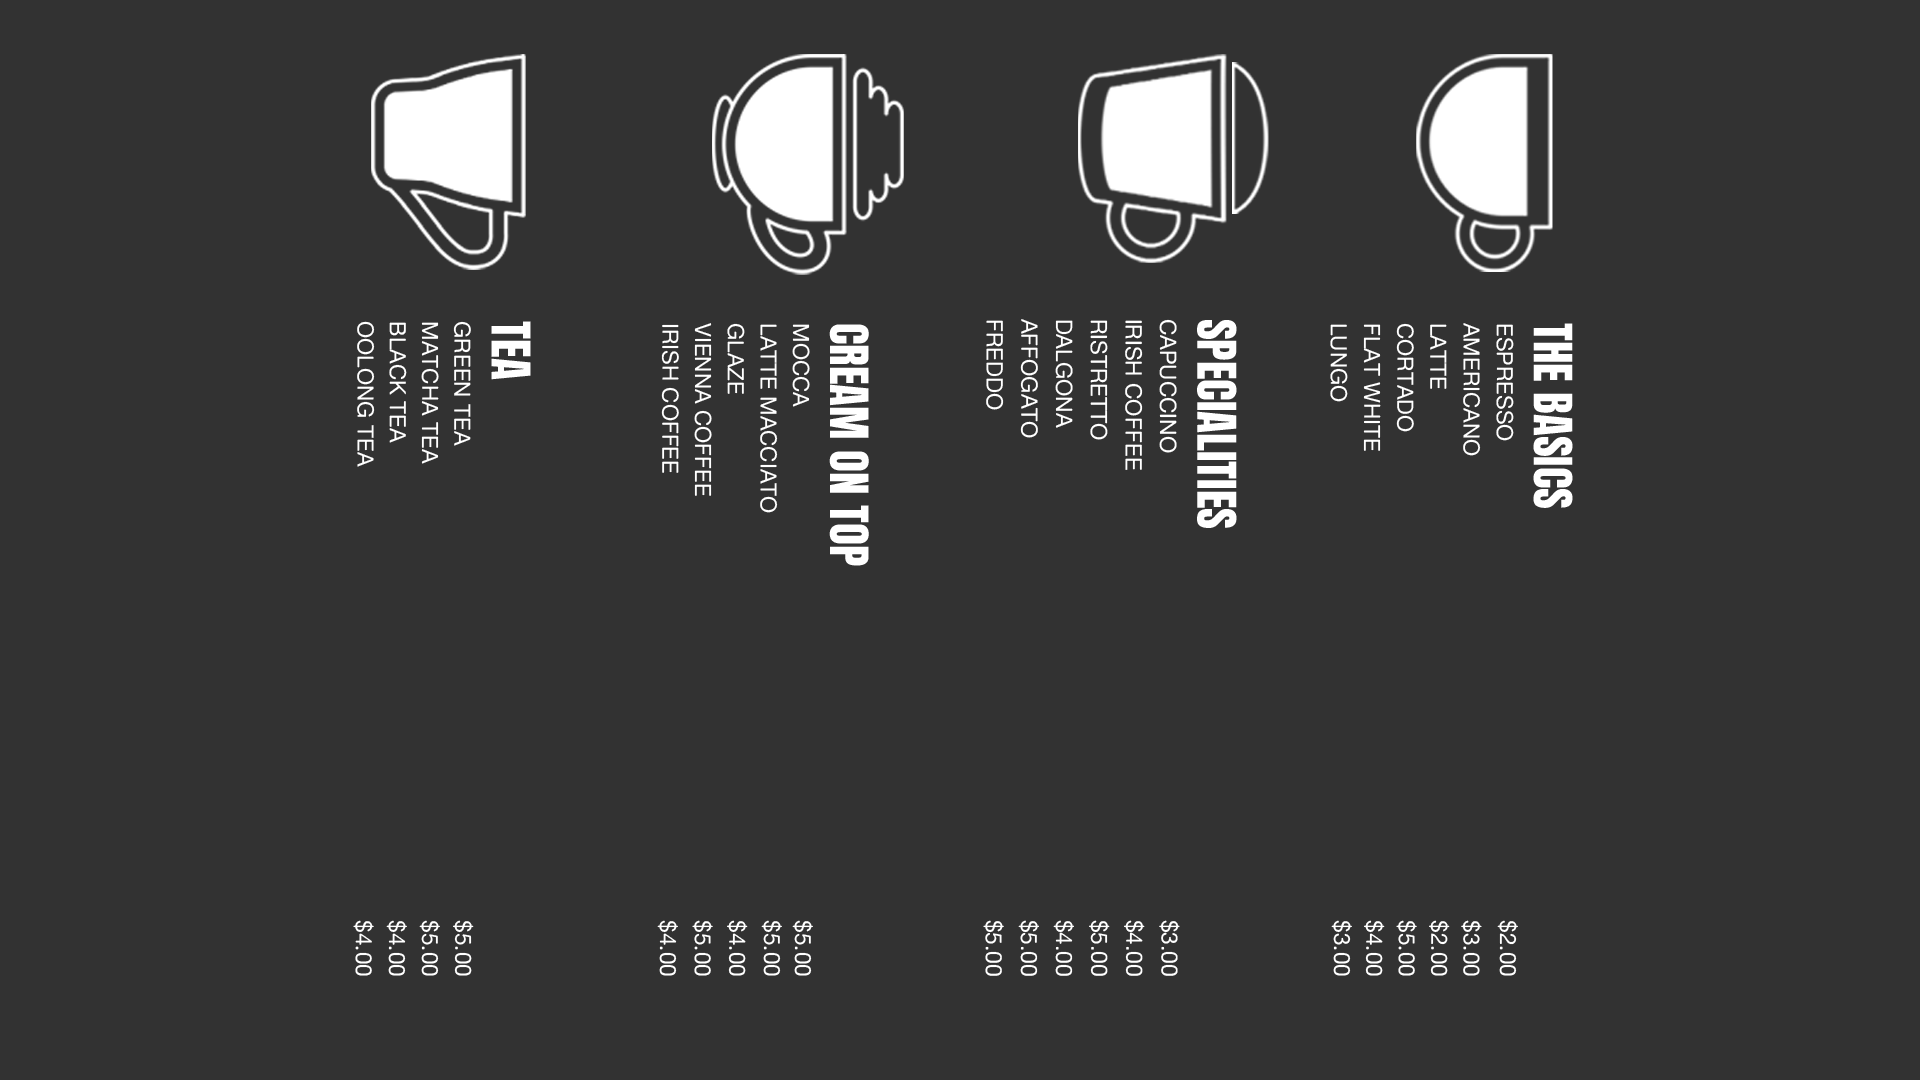 THE BASICS
ESPRESSO $2.00
AMERICANO $3.00
LATTE $2.00
CORTADO $5.00
FLAT WHITE $4.00
LUNGO $3.00
SPECIALITIES
CAPUCCINO $3.00
IRISH COFFEE $4.00
RISTRETTO $5.00
DALGONA $4.00
AFFOGATO $5.00
FREDDO $5.00
CREAM ON TOP
MOCCA $5.00
LATTE MACCIATO $5.00
GLAZE $4.00
VIENNA COFFEE $5.00
IRISH COFFEE $4.00
TEA
GREEN TEA $5.00
MATCHA TEA $5.00
BLACK TEA $4.00
OOLONG TEA $4.00